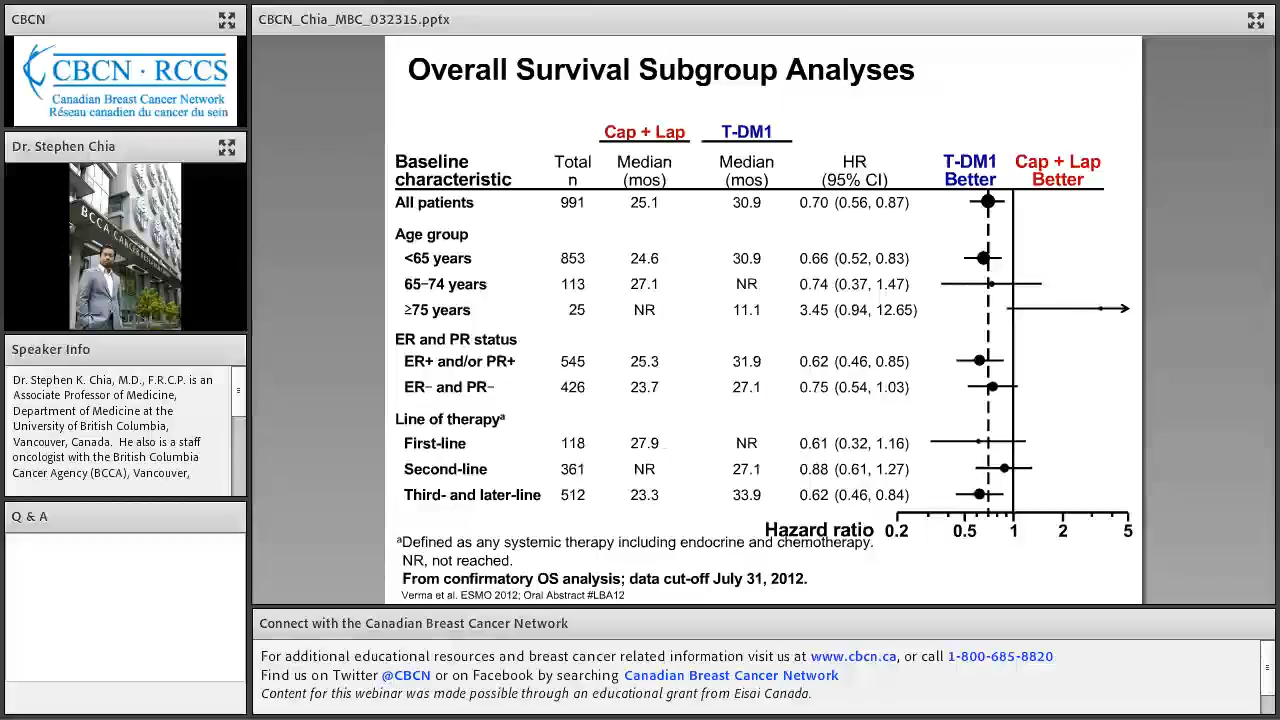 CBCN
CBCN · RCCS
Canadian Breast Cancer Network
Réseau canadien du cancer du sein
Dr. Stephen Chia
BCCA CANCER RESEARCH
Speaker Info
Dr. Stephen K. Chia, M.D., F.R.C.P. is an
Associate Professor of Medicine,
Department of Medicine at the
University of British Columbia,
Vancouver, Canada. He also is a staff
oncologist with the British Columbia
Cancer Agency (BCCA), Vancouver,
Q & A
CBCN_Chia_MBC_032315.pptx
Overall Survival Subgroup Analyses
Cap + Lap T-DM1
Baseline Total Median Median HR T-DM1 Cap + Lap
characteristic n (mos) (mos) (95% CI) Better Better
All patients 991 25.1 30.9 0.70 (0.56, 0.87)
Age group
<65 years 853 24.6 30.9 0.66 (0.52, 0.83)
65–74 years 113 27.1 NR 0.74 (0.37, 1.47)
≥75 years 25 NR 11.1 3.45 (0.94, 12.65)
ER and PR status
ER+ and/or PR+ 545 25.3 31.9 0.62 (0.46, 0.85)
ER− and PR− 426 23.7 27.1 0.75 (0.54, 1.03)
Line of therapyᵃ
First-line 118 27.9 NR 0.61 (0.32, 1.16)
Second-line 361 NR 27.1 0.88 (0.61, 1.27)
Third- and later-line 512 23.3 33.9 0.62 (0.46, 0.84)
Hazard ratio 0.2 0.5 1 2 5
ᵃDefined as any systemic therapy including endocrine and chemotherapy.
NR, not reached.
From confirmatory OS analysis; data cut-off July 31, 2012.
Verma et al. ESMO 2012; Oral Abstract #LBA12
Connect with the Canadian Breast Cancer Network
For additional educational resources and breast cancer related information visit us at www.cbcn.ca, or call 1-800-685-8820
Find us on Twitter @CBCN or on Facebook by searching Canadian Breast Cancer Network
Content for this webinar was made possible through an educational grant from Eisai Canada.